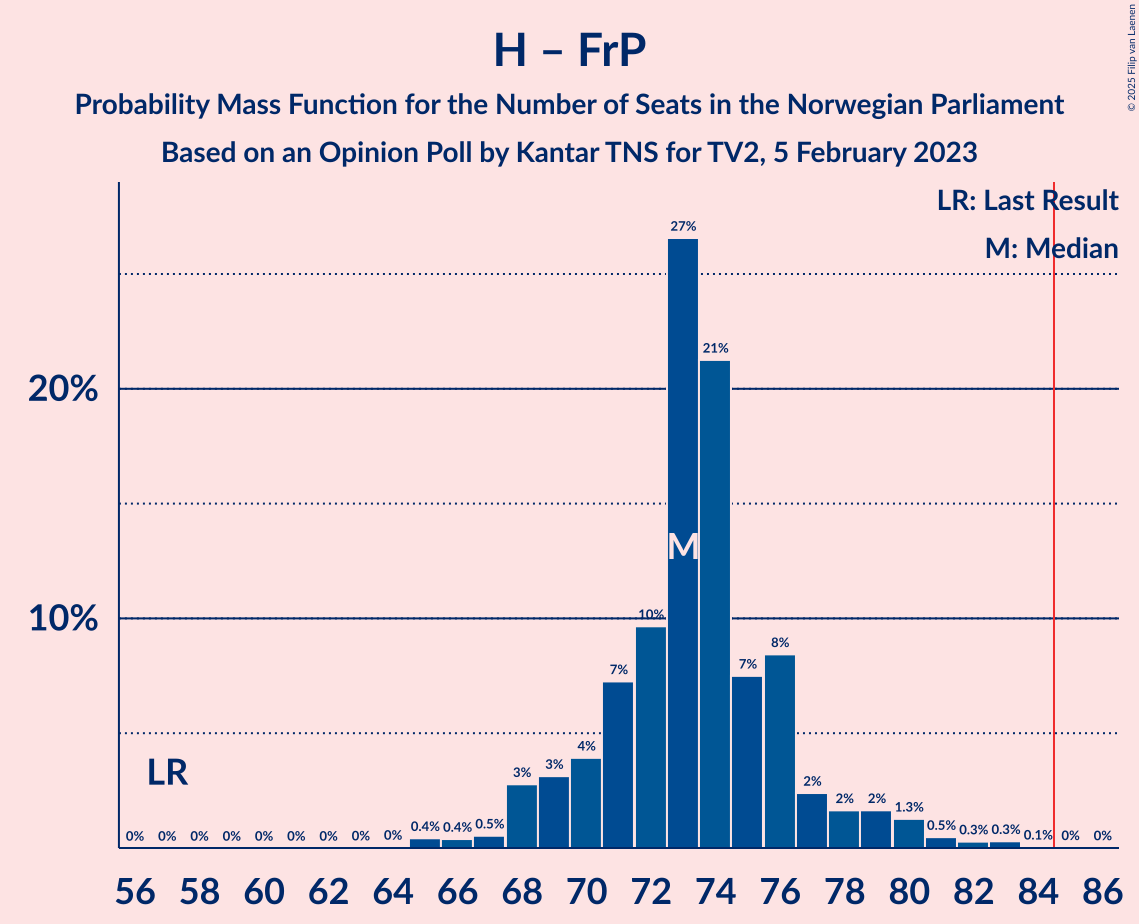 H – FrP
Probability Mass Function for the Number of Seats in the Norwegian Parliament
Based on an Opinion Poll by Kantar TNS for TV2, 5 February 2023
© 2025 Filip van Laenen
LR: Last Result
M: Median
27%
21%
20%
M
10%
10%
8%
7%
7%
4%
3%
3%
LR
2%
2%
2%
1.3%
0% 0% 0% 0% 0% 0% 0% 0% 0% 0.4% 0.4% 0.5% 0.5% 0.3% 0.3% 0.1% 0% 0%
56 58 60 62 64 66 68 70 72 74 76 78 80 82 84 86